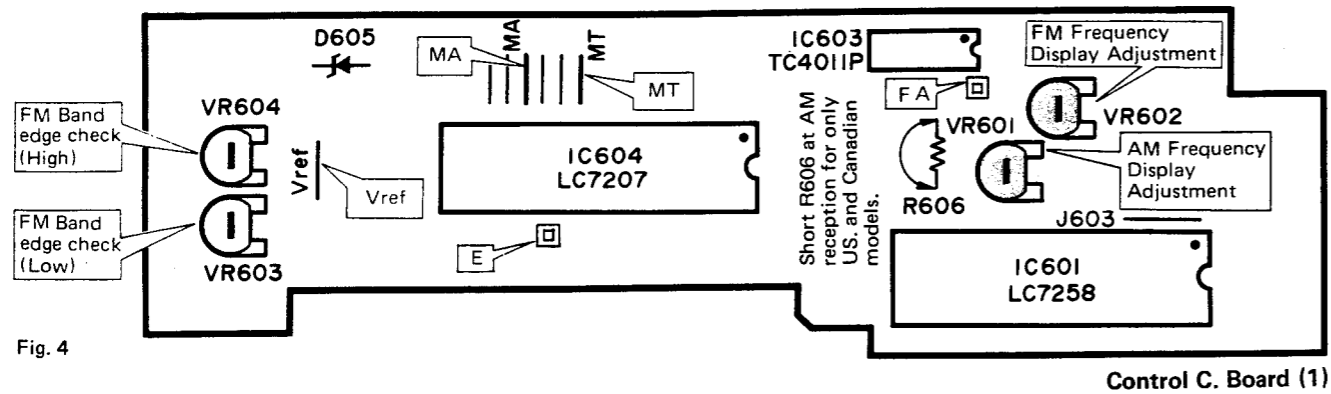 D605
MA
MA
MT
MT
IC603
TC4011P
FM Frequency
Display Adjustment
FA
VR604
FM Band
edge check
(High)
Vref
Vref
IC604
LC7207
Short R606 at AM
reception for only
US. and Canadian
models.
VR601
VR602
R606
AM Frequency
Display
Adjustment
J603
FM Band
edge check
(Low)
VR603
E
IC601
LC7258
Fig. 4
Control C. Board (1)